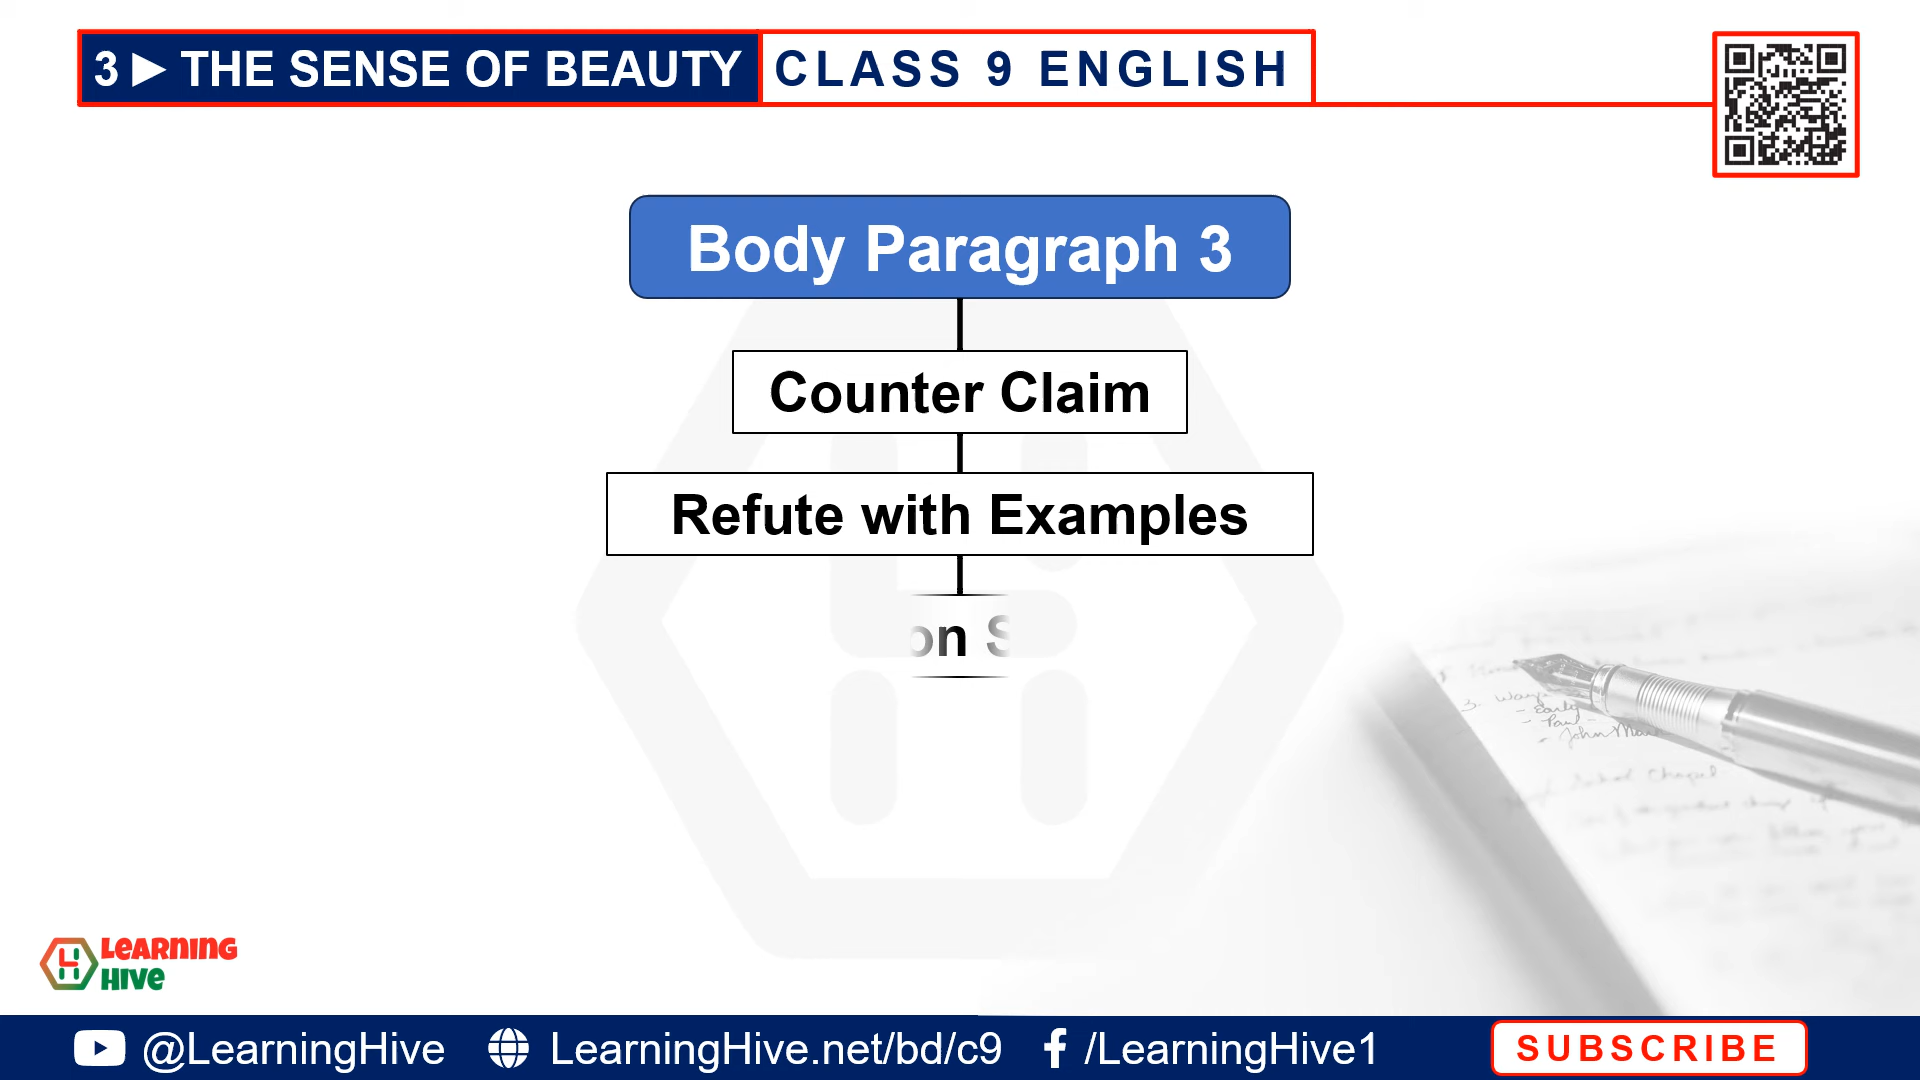 3 ▶ THE SENSE OF BEAUTY CLASS 9 ENGLISH
Body Paragraph 3
Counter Claim
Refute with Examples
on S
LEARNING
HIVE
@LearningHive LearningHive.net/bd/c9 /LearningHive1 SUBSCRIBE